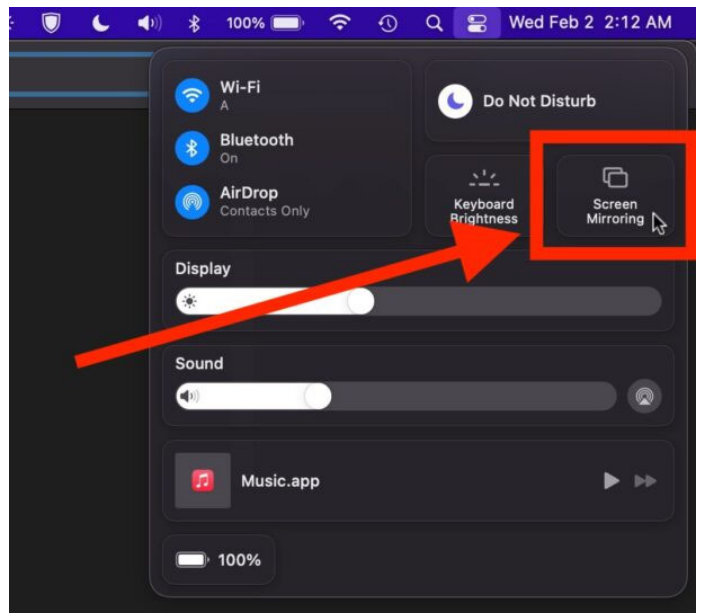 100%
Wed Feb 2 2:12 AM
Wi-Fi
A
Bluetooth
On
AirDrop
Contacts Only
Do Not Disturb
Keyboard
Brightness
Screen
Mirroring
Display
Sound
Music.app
100%